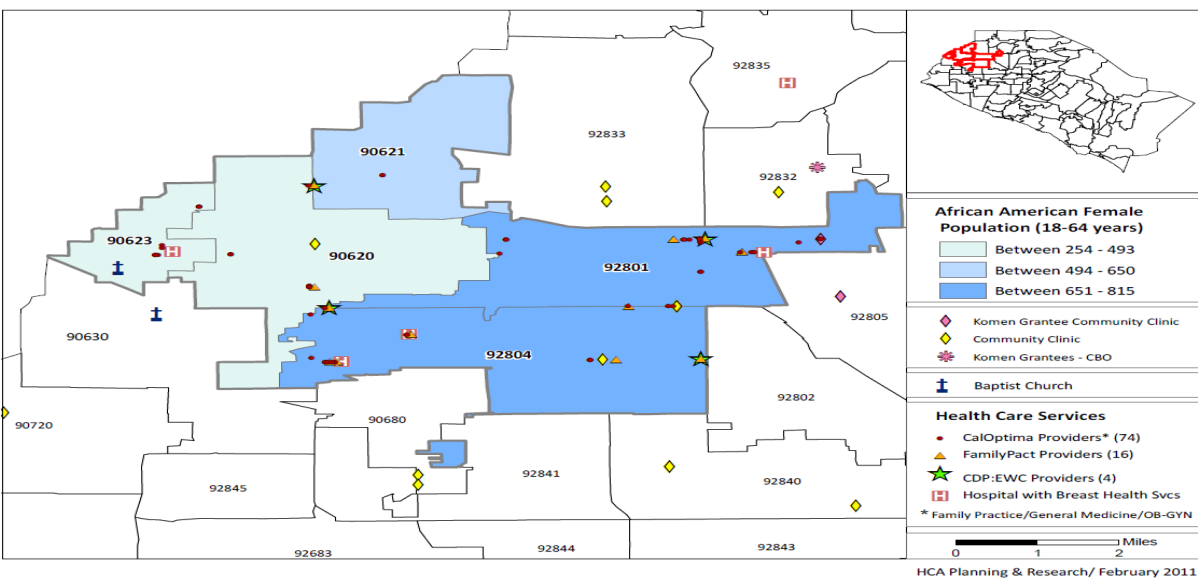 92835
92833
90621
92832
90623
90620
92801
90630
92805
92804
92802
90720
90680
92841
92840
92845
92683
92844
92843
African American Female
Population (18-64 years)
Between 254 - 493
Between 494 - 650
Between 651 - 815
Komen Grantee Community Clinic
Community Clinic
Komen Grantees - CBO
Baptist Church
Health Care Services
CalOptima Providers* (74)
FamilyPact Providers (16)
CDP:EWC Providers (4)
H Hospital with Breast Health Svcs
* Family Practice/General Medicine/OB-GYN
Miles
0 1 2
HCA Planning & Research/ February 2011